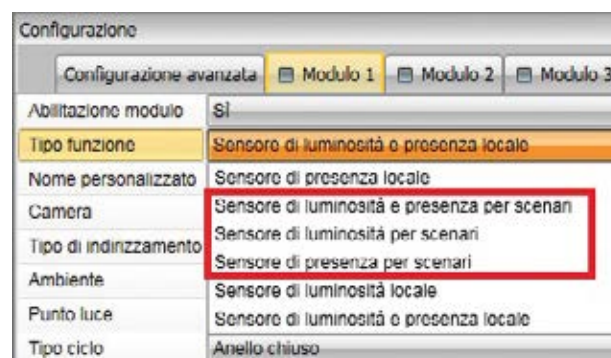 Configurazione
Configurazione avanzata Modulo 1 Modulo 2 Modulo 3
Abilitazione modulo Sì
Tipo funzione Sensore di luminosità e presenza locale
Nome personalizzato Sensore di presenza locale
Camera Sensore di luminosità e presenza per scenari
Tipo di indirizzamento Sensore di luminosità per scenari
Sensore di presenza per scenari
Ambiente Sensore di luminosità locale
Punto luce Sensore di luminosità e presenza locale
Tipo ciclo Anello chiuso